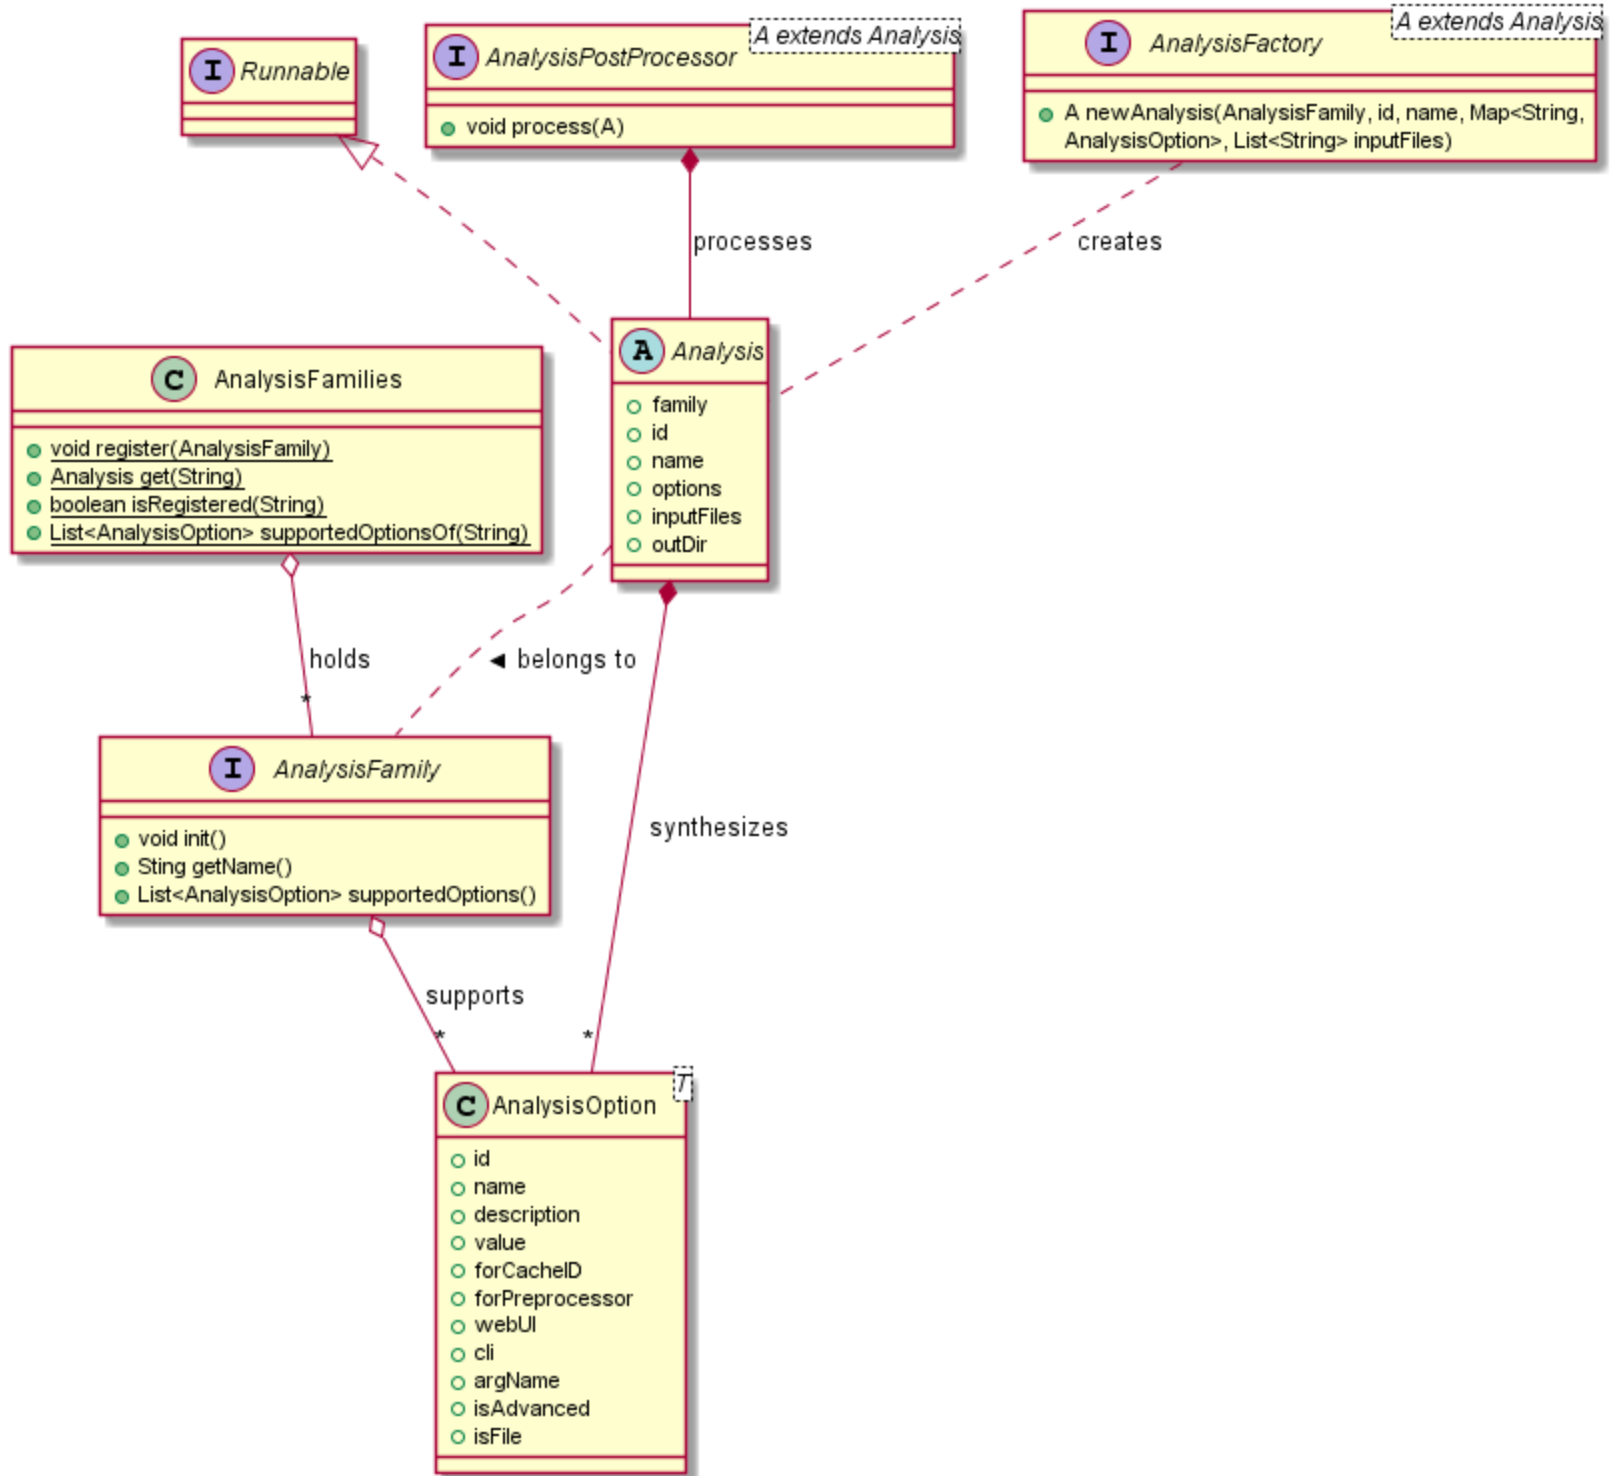 I Runnable
I AnalysisPostProcessor
A extends Analysis
void process(A)
I AnalysisFactory
A extends Analysis
A newAnalysis(AnalysisFamily, id, name, Map<String,
AnalysisOption>, List<String> inputFiles)
processes
creates
A Analysis
family
id
name
options
inputFiles
outDir
C AnalysisFamilies
void register(AnalysisFamily)
Analysis get(String)
boolean isRegistered(String)
List<AnalysisOption> supportedOptionsOf(String)
holds
*
◄ belongs to
I AnalysisFamily
void init()
Sting getName()
List<AnalysisOption> supportedOptions()
synthesizes
supports
*
*
C AnalysisOption
T
id
name
description
value
forCacheID
forPreprocessor
webUI
cli
argName
isAdvanced
isFile